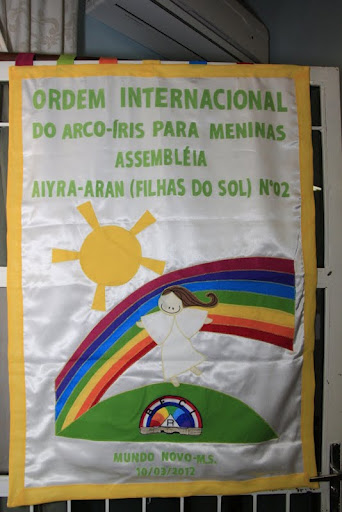 ORDEM INTERNACIONAL
DO ARCO-ÍRIS PARA MENINAS
ASSEMBLÉIA
AIYRA-ARAN (FILHAS DO SOL) Nº02
MUNDO NOVO-M.S.
10/03/2012